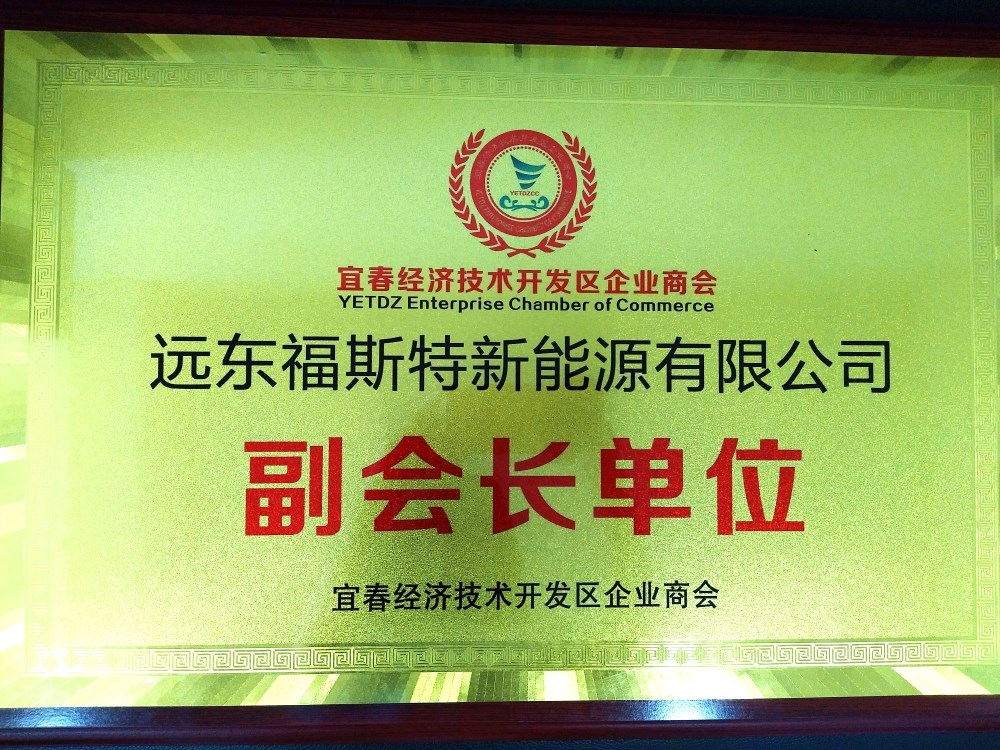 YETDZCC
宜春经济技术开发区企业商会
YETDZ Enterprise Chamber of Commerce
远东福斯特新能源有限公司
副会长单位
宜春经济技术开发区企业商会